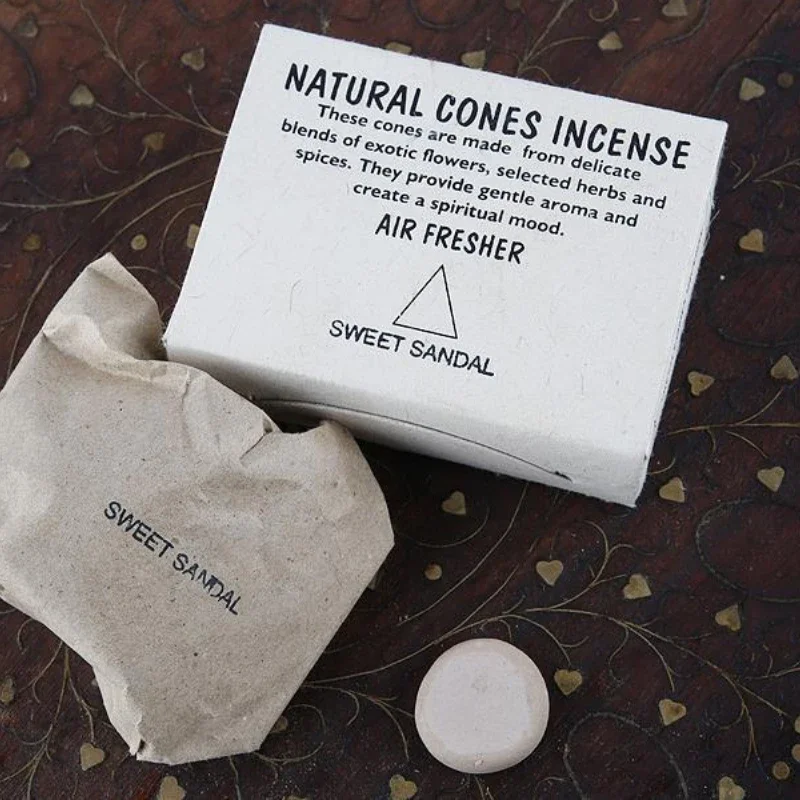 NATURAL CONES INCENSE
These cones are made from delicate
blends of exotic flowers, selected herbs and
spices. They provide gentle aroma and
create a spiritual mood.
AIR FRESHER
SWEET SANDAL
SWEET SANDAL